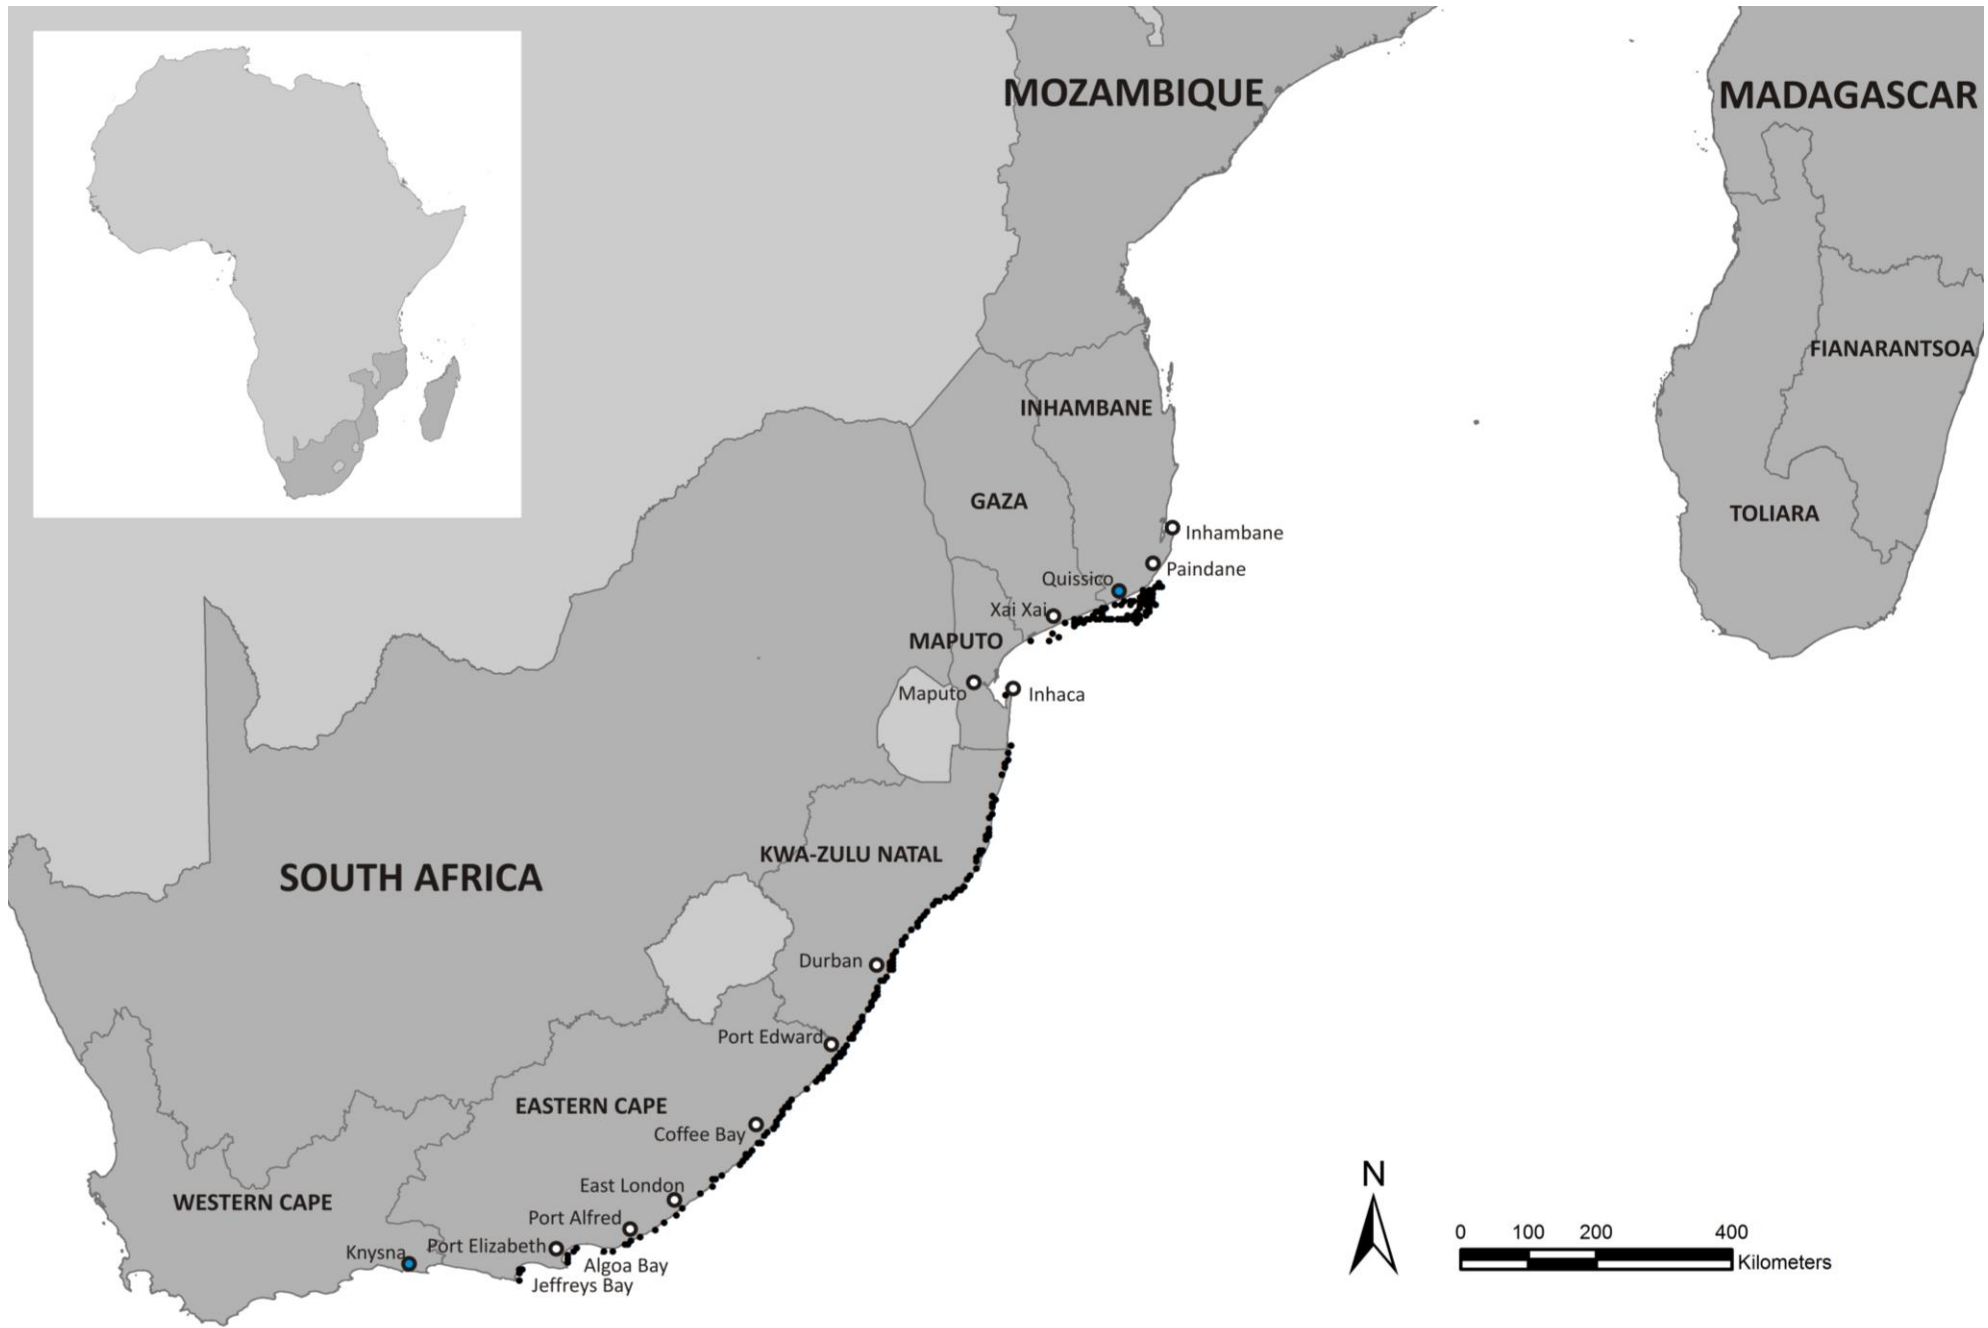 MOZAMBIQUE
MADAGASCAR
FIANARANTSOA
INHAMBANE
GAZA
TOLIARA
Inhambane
Paindane
Quissico
Xai Xai
MAPUTO
Maputo
Inhaca
KWA-ZULU NATAL
SOUTH AFRICA
Durban
Port Edward
EASTERN CAPE
Coffee Bay
East London
WESTERN CAPE
Port Alfred
Port Elizabeth
Knysna
Algoa Bay
Jeffreys Bay
N
0 100 200 400
Kilometers